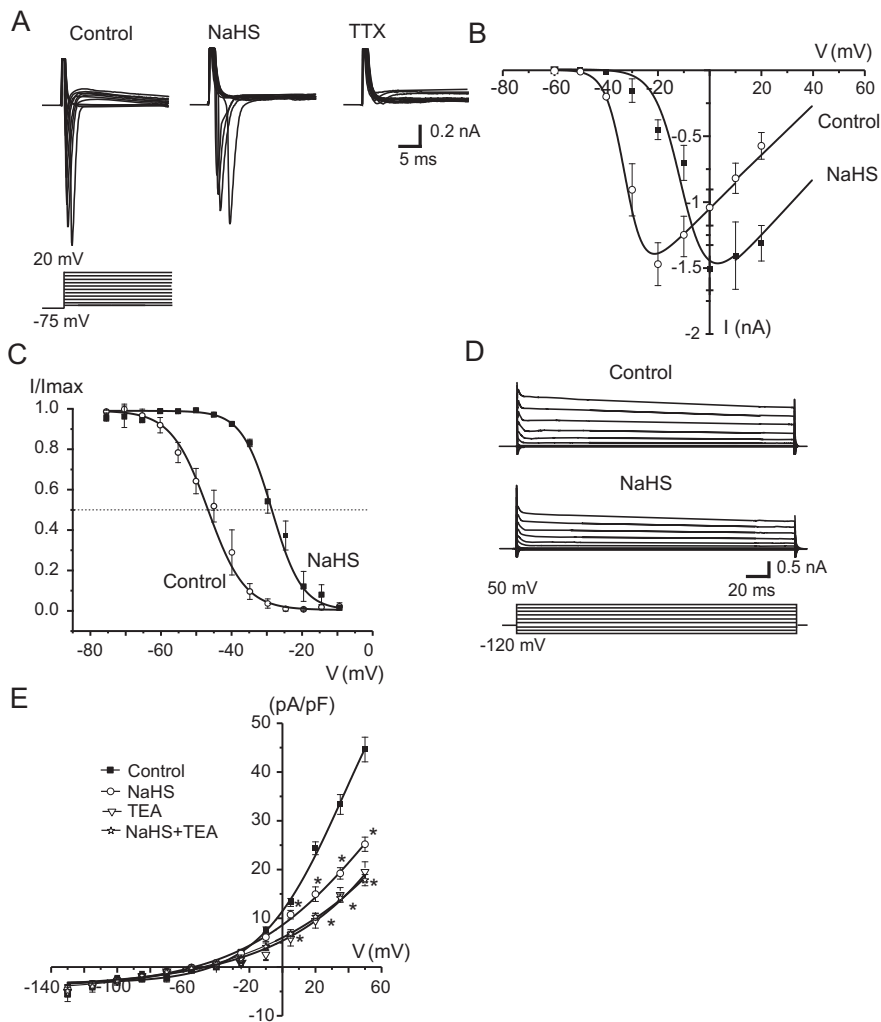 A
Control
NaHS
TTX
0.2 nA
5 ms
20 mV
-75 mV
B
V (mV)
-80 -60 -40 -20 0 20 40 60
-0.5
-1
-1.5
-2
Control
NaHS
I (nA)
C
I/Imax
1.0
0.8
0.6
0.4
0.2
0.0
Control
NaHS
-80 -60 -40 -20 0
V (mV)
D
Control
NaHS
0.5 nA
20 ms
50 mV
-120 mV
E
(pA/pF)
50
40
30
20
10
-10
Control
NaHS
TEA
NaHS+TEA
* * * * * * * *
V (mV)
-140 -100 -60 -20 20 60